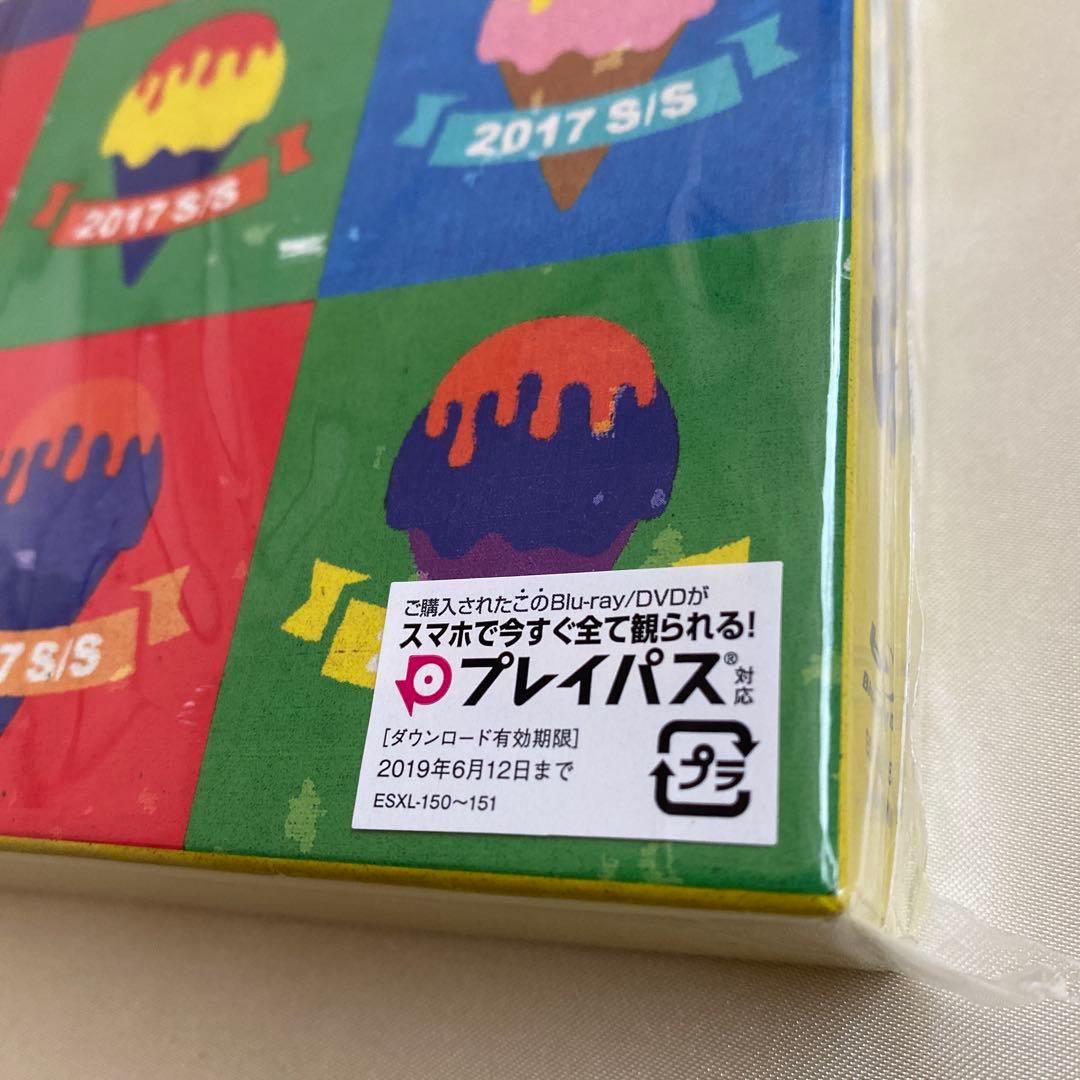 2017 S/S
2017 S/S
7 S/S
ご購入されたこのBlu-ray/DVDが
スマホで今すぐ全て観られる!
プレイパス®対応
[ダウンロード有効期限]
2019年6月12日まで
ESXL-150～151
プラ